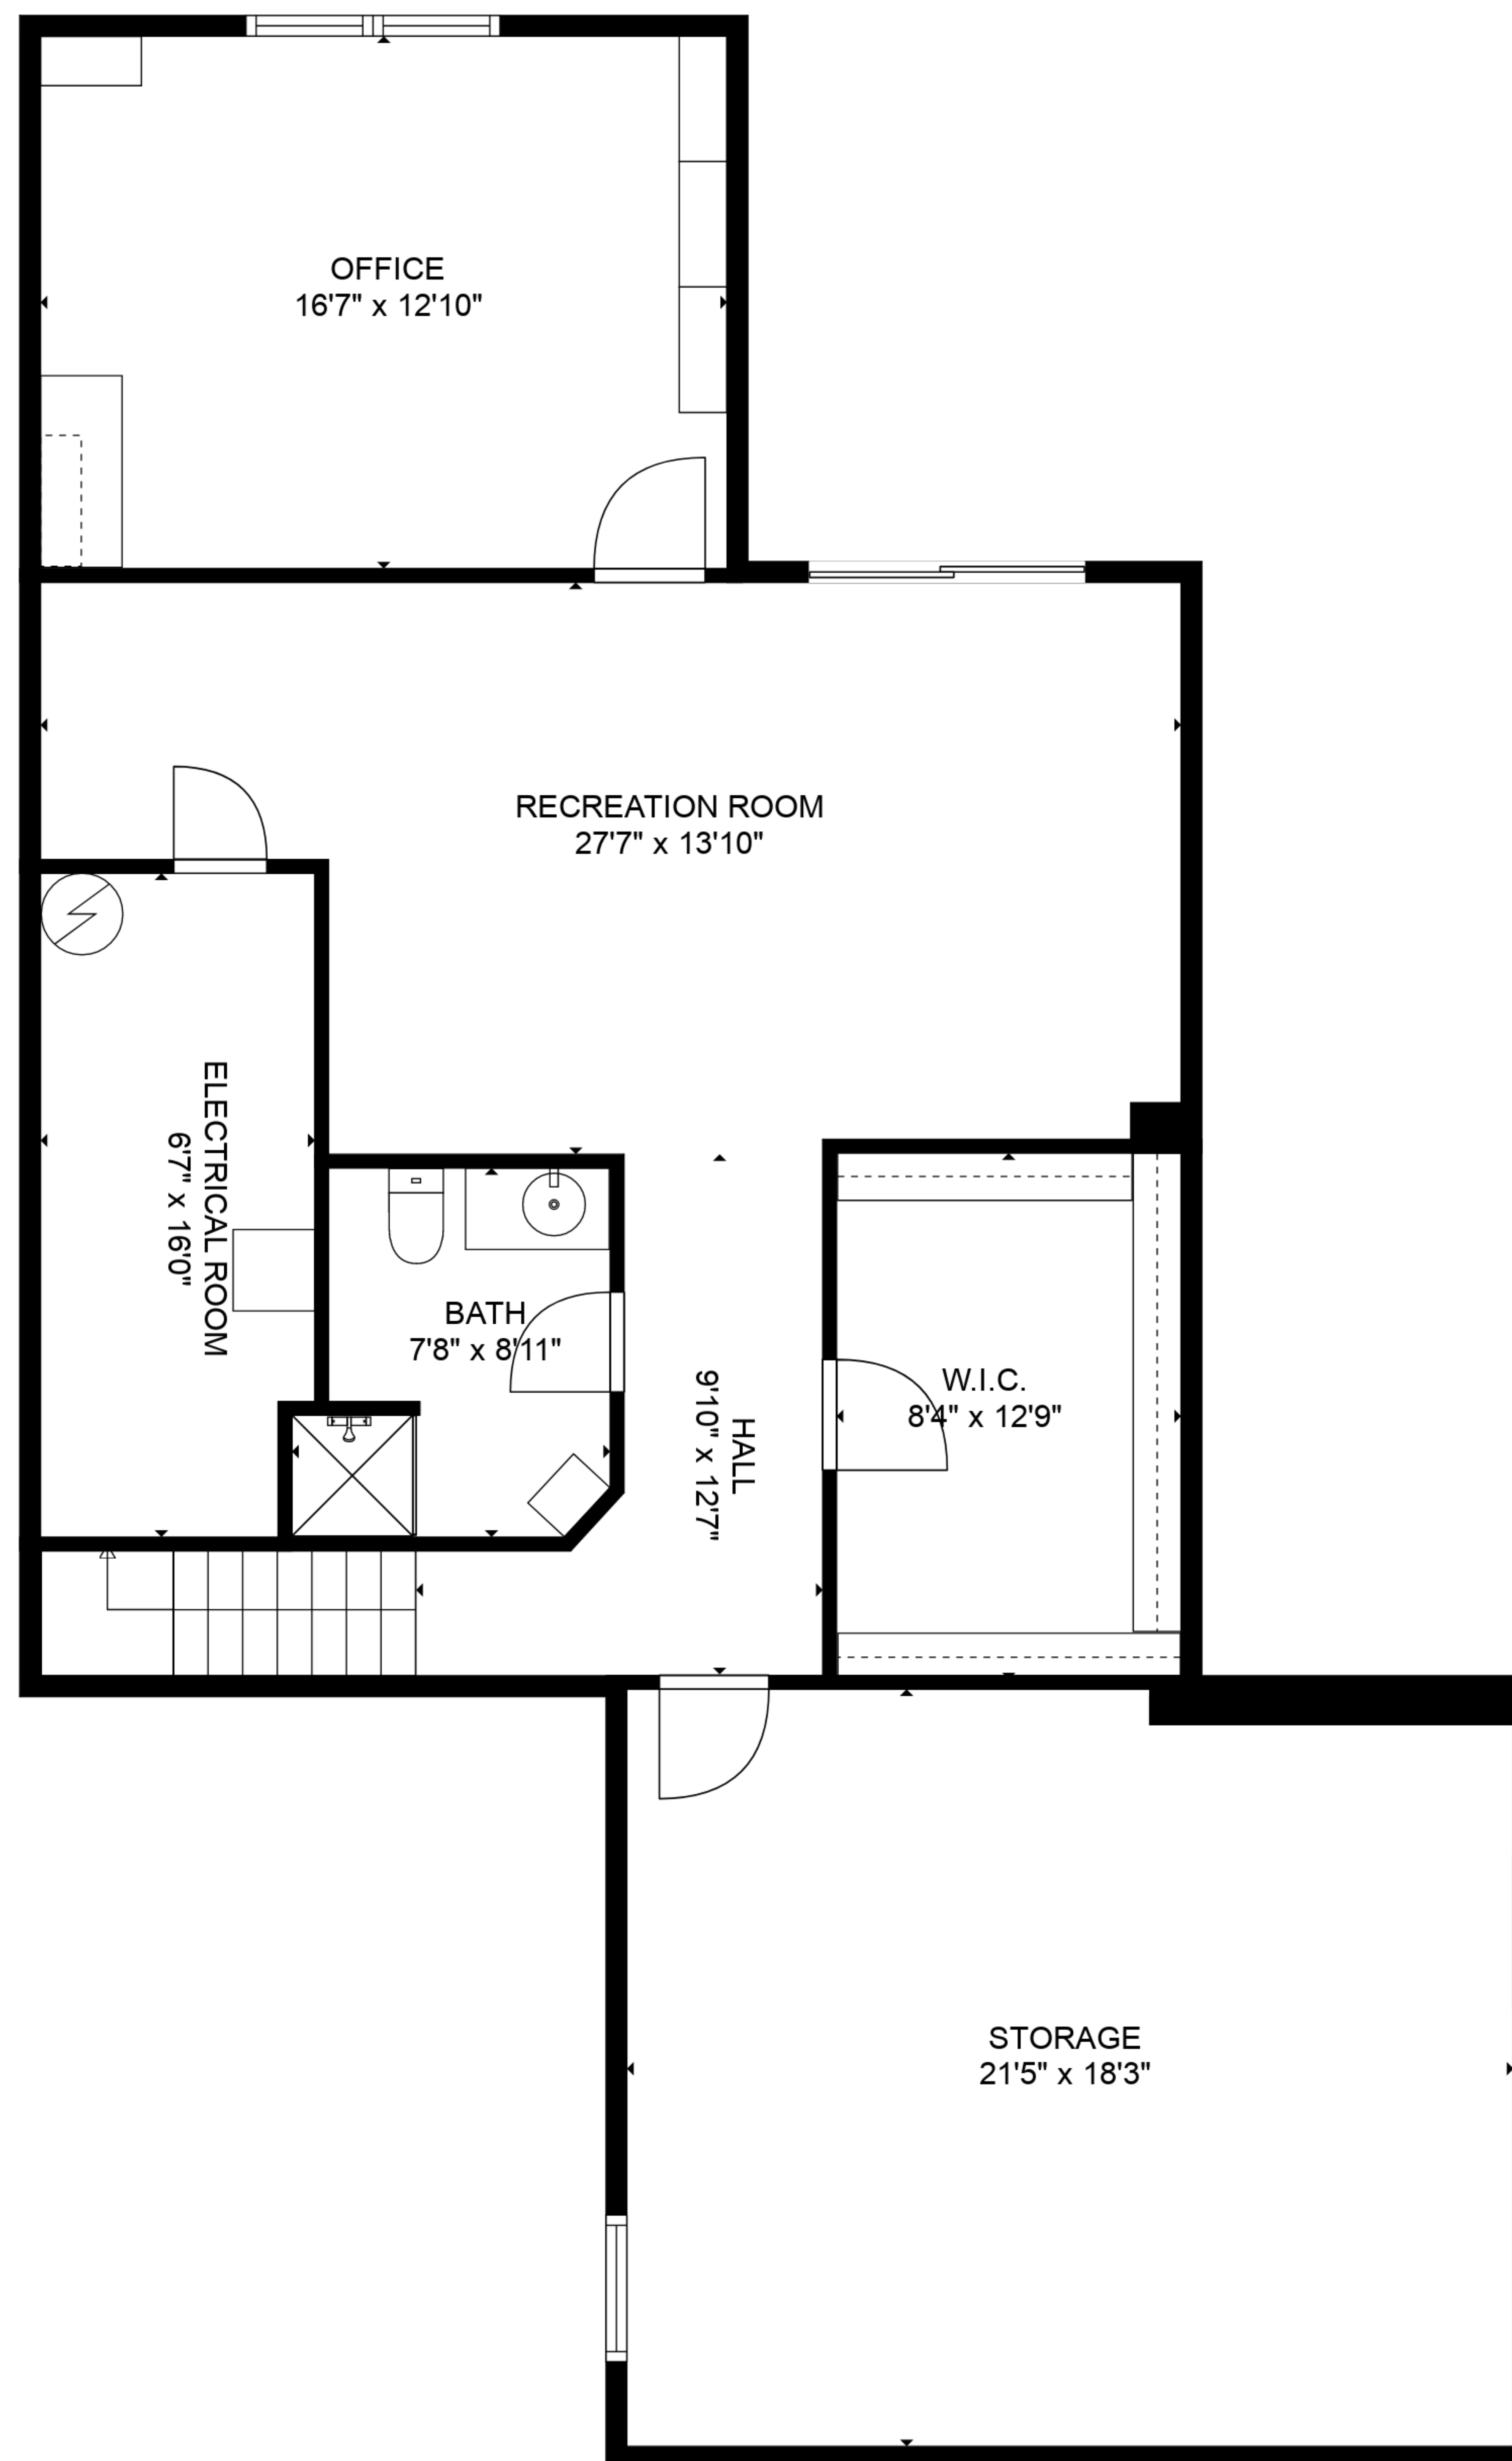 OFFICE
16'7" x 12'10"
RECREATION ROOM
27'7" x 13'10"
ELECTRICAL ROOM
6'7" x 16'0"
BATH
7'8" x 8'11"
HALL
9'10" x 12'7"
W.I.C.
8'4" x 12'9"
STORAGE
21'5" x 18'3"